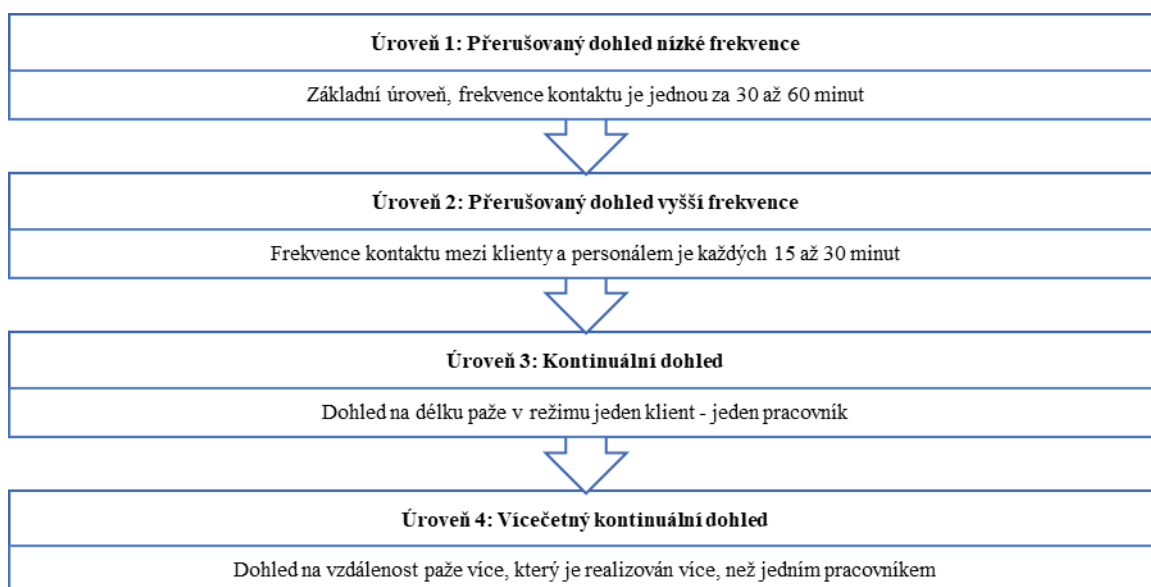 Úroveň 1: Přerušovaný dohled nízké frekvence
Základní úroveň, frekvence kontaktu je jednou za 30 až 60 minut
Úroveň 2: Přerušovaný dohled vyšší frekvence
Frekvence kontaktu mezi klienty a personálem je každých 15 až 30 minut
Úroveň 3: Kontinuální dohled
Dohled na délku paže v režimu jeden klient - jeden pracovník
Úroveň 4: Vícečetný kontinuální dohled
Dohled na vzdálenost paže více, který je realizován více, než jedním pracovníkem